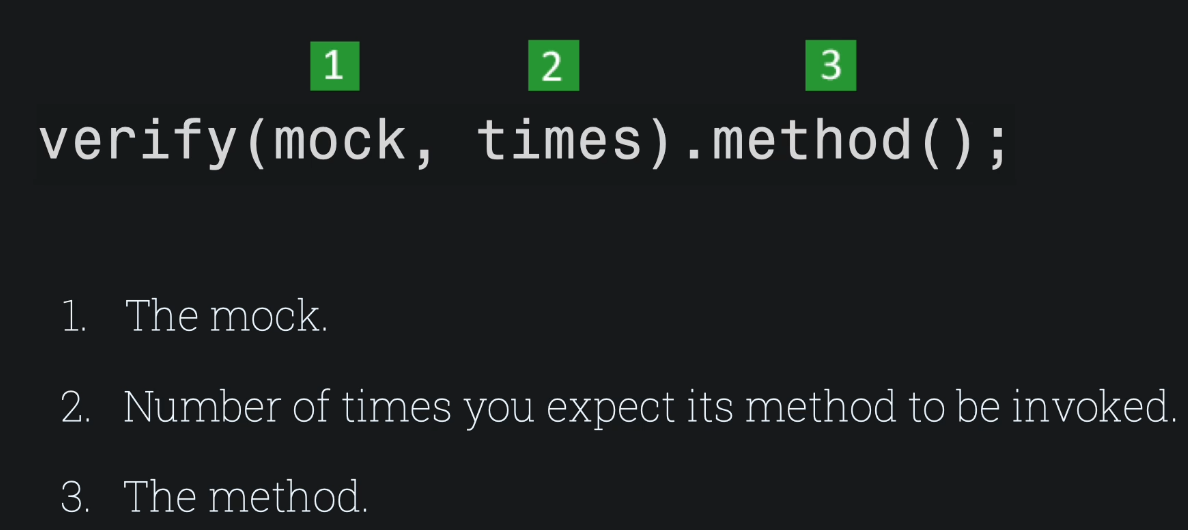 1 2 3
verify(mock, times).method();
1. The mock.
2. Number of times you expect its method to be invoked.
3. The method.